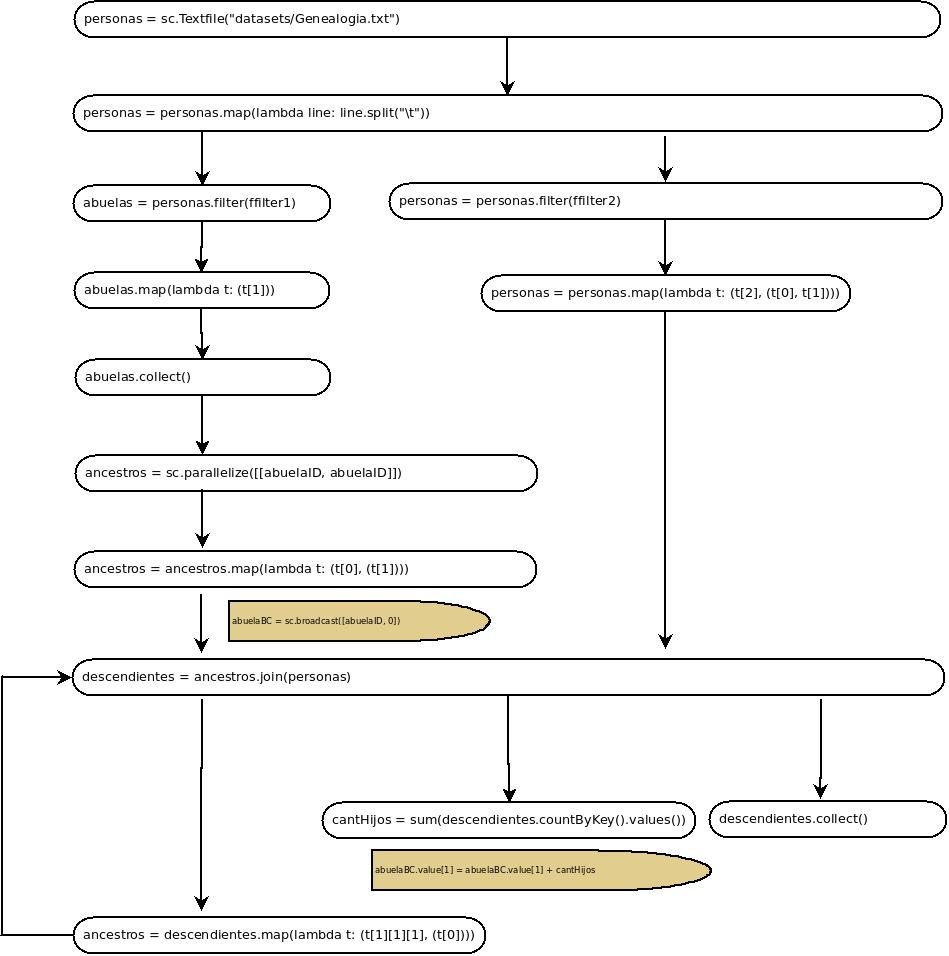 personas = sc.Textfile("datasets/Genealogia.txt")
personas = personas.map(lambda line: line.split("\t"))
abuelas = personas.filter(ffilter1)
personas = personas.filter(ffilter2)
abuelas.map(lambda t: (t[1]))
personas = personas.map(lambda t: (t[2], (t[0], t[1])))
abuelas.collect()
ancestros = sc.parallelize([[abuelaID, abuelaID]])
ancestros = ancestros.map(lambda t: (t[0], (t[1])))
abuelaBC = sc.broadcast([abuelaID, 0])
descendientes = ancestros.join(personas)
cantHijos = sum(descendientes.countByKey().values())
descendientes.collect()
abuelaBC.value[1] = abuelaBC.value[1] + cantHijos
ancestros = descendientes.map(lambda t: (t[1][1][1], (t[0])))